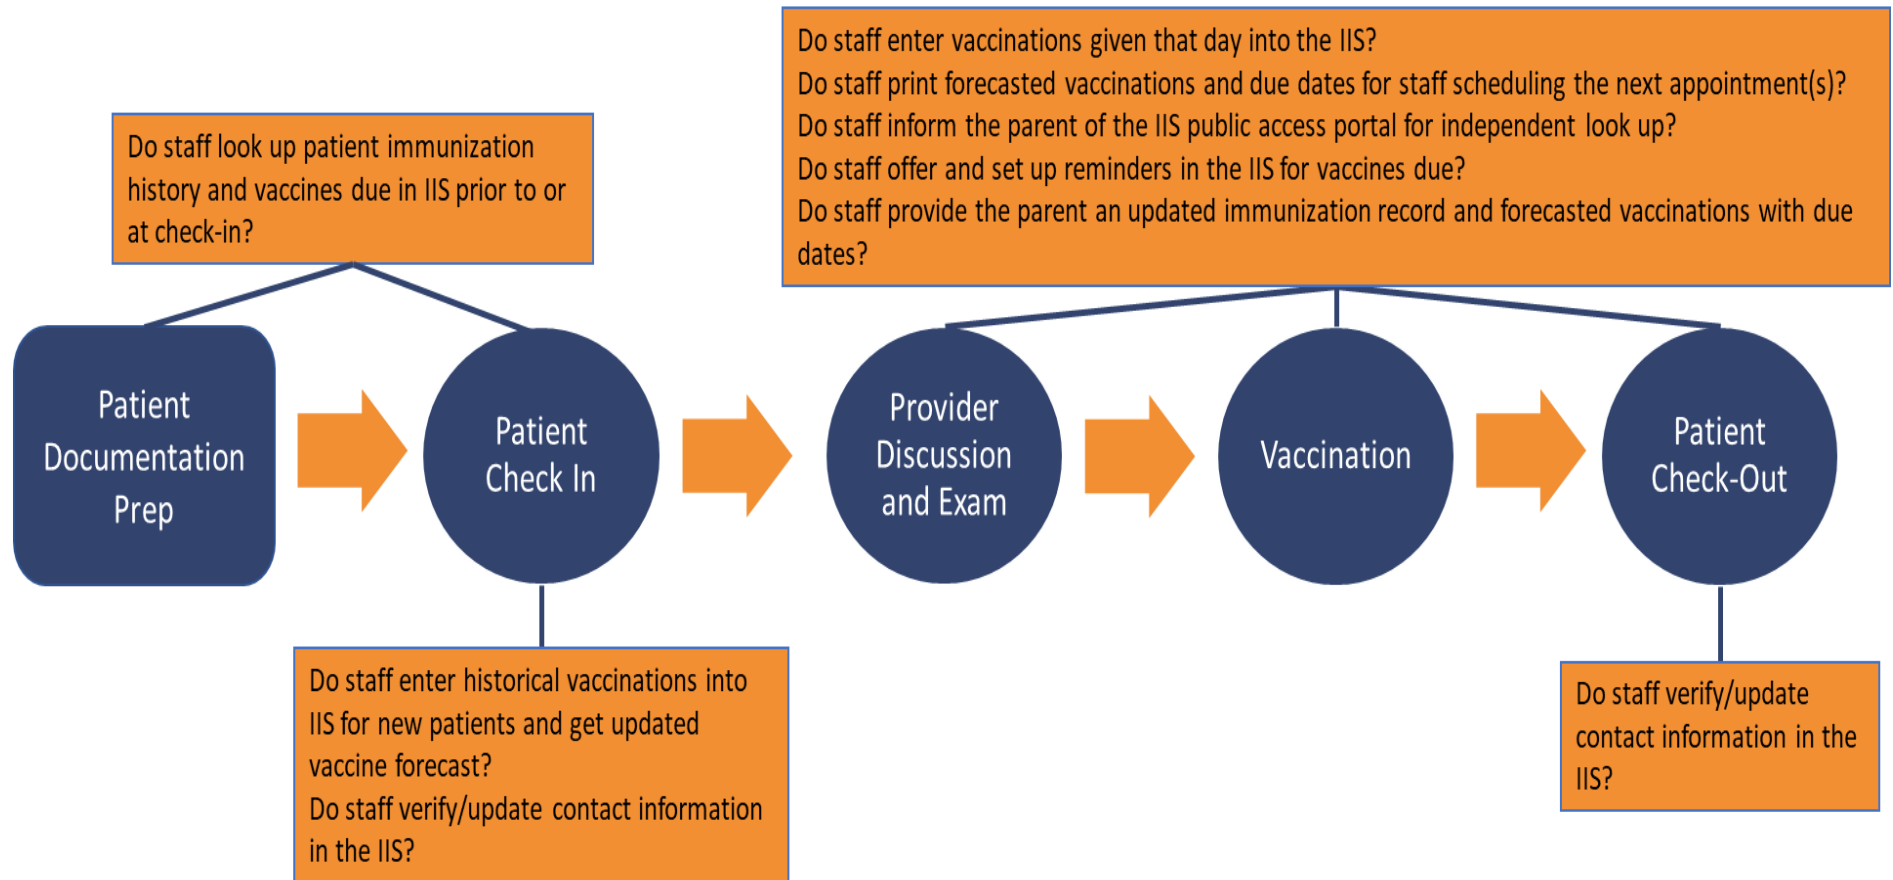 Do staff enter vaccinations given that day into the IIS?
Do staff print forecasted vaccinations and due dates for staff scheduling the next appointment(s)?
Do staff inform the parent of the IIS public access portal for independent look up?
Do staff offer and set up reminders in the IIS for vaccines due?
Do staff provide the parent an updated immunization record and forecasted vaccinations with due
dates?
Do staff look up patient immunization
history and vaccines due in IIS prior to or
at check-in?
Patient
Documentation
Prep
Patient
Check In
Provider
Discussion
and Exam
Vaccination
Patient
Check-Out
Do staff enter historical vaccinations into
IIS for new patients and get updated
vaccine forecast?
Do staff verify/update contact information
in the IIS?
Do staff verify/update
contact information in the
IIS?